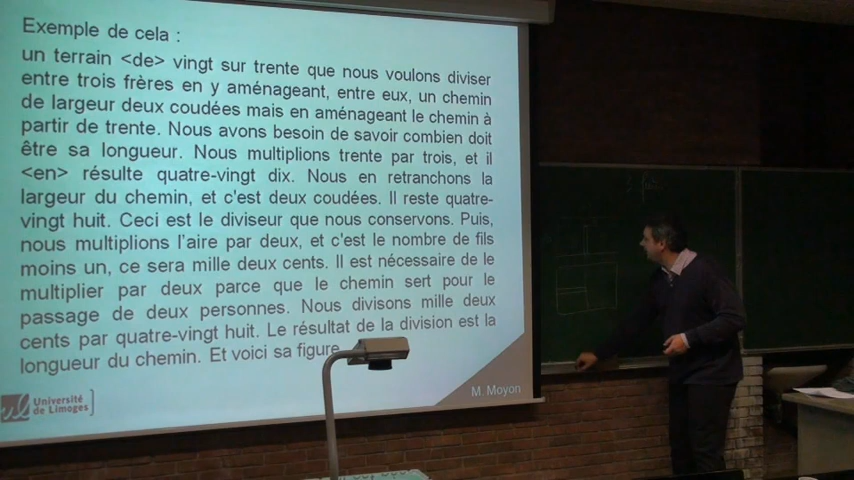 Exemple de cela :
un terrain <de> vingt sur trente que nous voulons diviser
entre trois frères en y aménageant, entre eux, un chemin
de largeur deux coudées mais en aménageant le chemin à
partir de trente. Nous avons besoin de savoir combien doit
être sa longueur. Nous multiplions trente par trois, et il
<en> résulte quatre-vingt dix. Nous en retranchons la
largeur du chemin, et c'est deux coudées. Il reste quatre-
vingt huit. Ceci est le diviseur que nous conservons. Puis,
nous multiplions l'aire par deux, et c'est le nombre de fils
moins un, ce sera mille deux cents. Il est nécessaire de le
multiplier par deux parce que le chemin sert pour le
passage de deux personnes. Nous divisons mille deux
cents par quatre-vingt huit. Le résultat de la division est la
longueur du chemin. Et voici sa figure
Université
de Limoges
M. Moyon